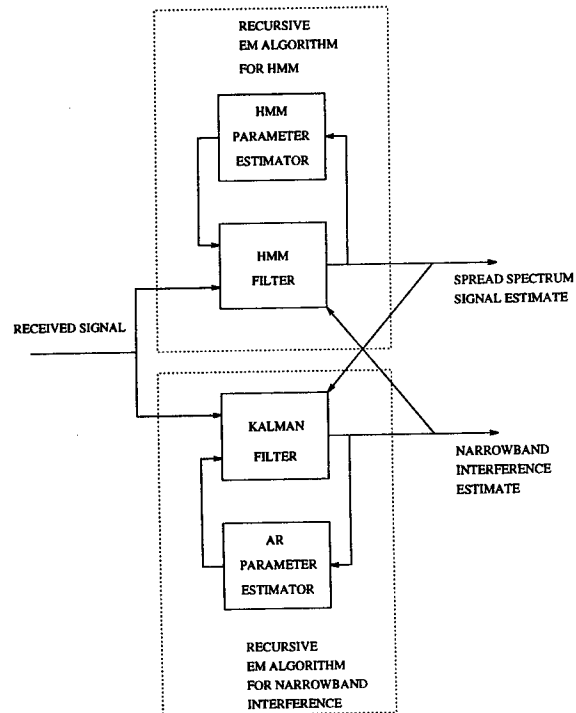 RECURSIVE
EM ALGORITHM
FOR HMM
HMM
PARAMETER
ESTIMATOR
HMM
FILTER
SPREAD SPECTRUM
SIGNAL ESTIMATE
RECEIVED SIGNAL
KALMAN
FILTER
NARROWBAND
INTERFERENCE
ESTIMATE
AR
PARAMETER
ESTIMATOR
RECURSIVE
EM ALGORITHM
FOR NARROWBAND
INTERFERENCE